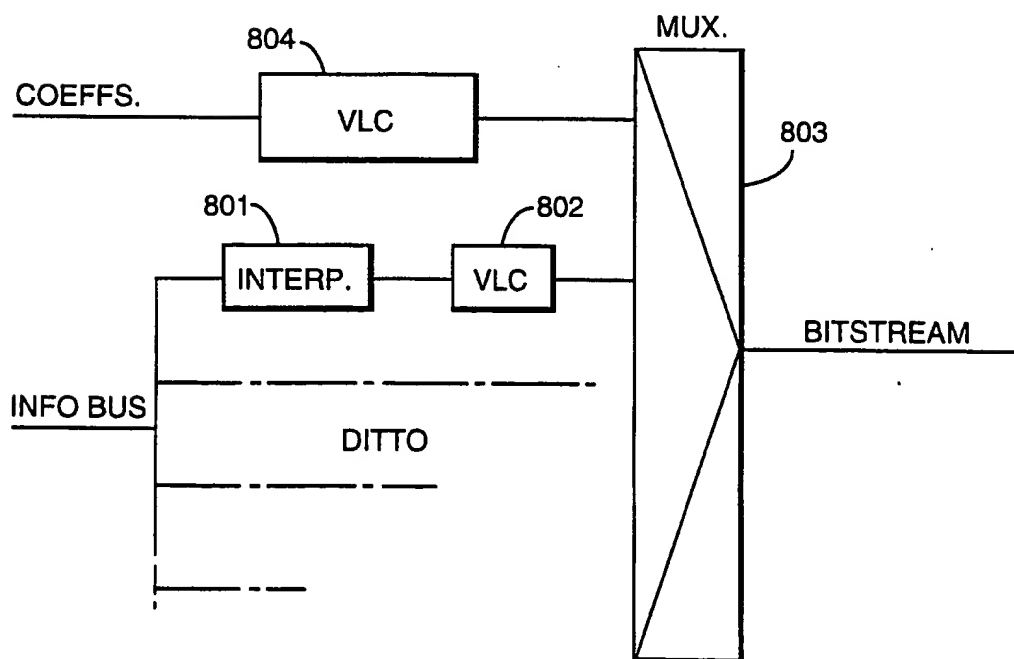 MUX.
804
COEFFS.
VLC
803
801
802
INTERP.
VLC
BITSTREAM
INFO BUS
DITTO